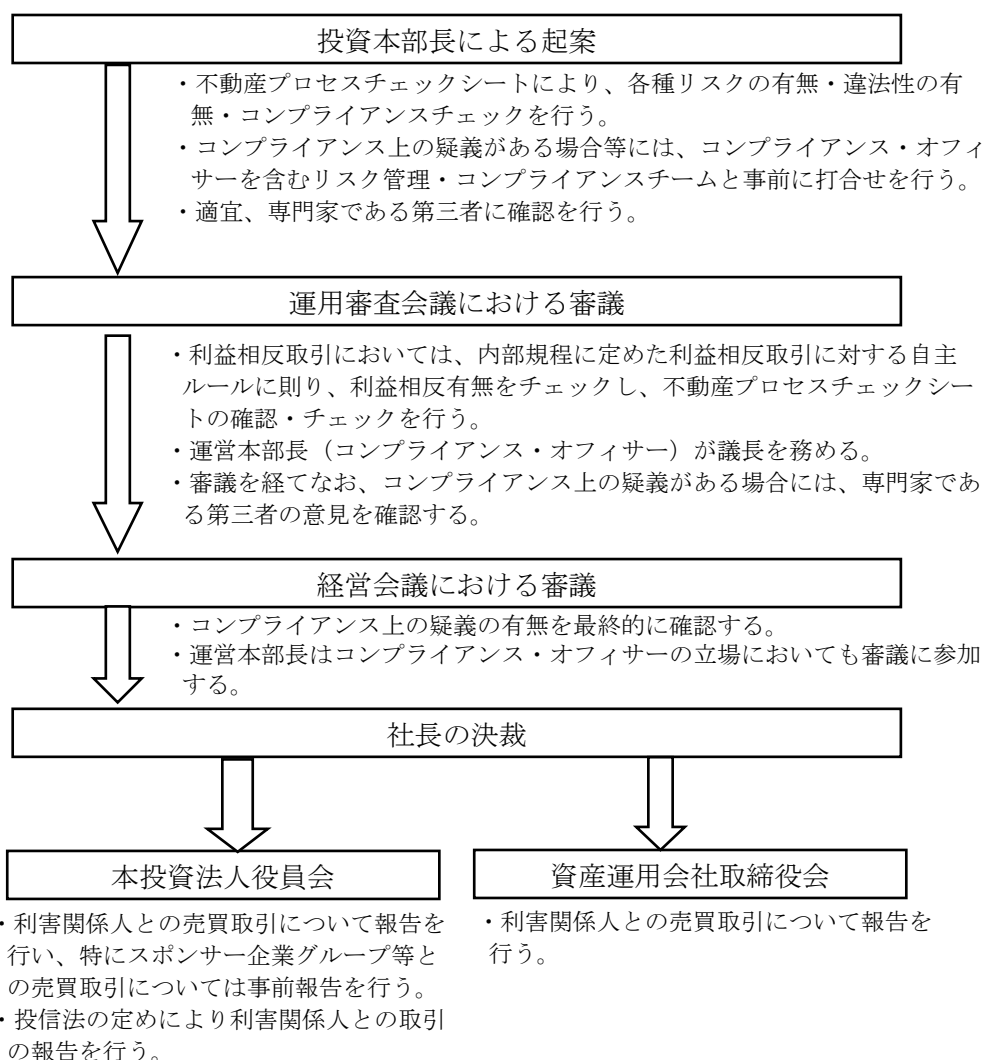 投資本部長による起案
・不動産プロセスチェックシートにより、各種リスクの有無・違法性の有
無・コンプライアンスチェックを行う。
・コンプライアンス上の疑義がある場合等には、コンプライアンス・オフィ
サーを含むリスク管理・コンプライアンスチームと事前に打合せを行う。
・適宜、専門家である第三者に確認を行う。
運用審査会議における審議
・利益相反取引においては、内部規程に定めた利益相反取引に対する自主
ルールに則り、利益相反有無をチェックし、不動産プロセスチェックシー
トの確認・チェックを行う。
・運営本部長（コンプライアンス・オフィサー）が議長を務める。
・審議を経てなお、コンプライアンス上の疑義がある場合には、専門家であ
る第三者の意見を確認する。
経営会議における審議
・コンプライアンス上の疑義の有無を最終的に確認する。
・運営本部長はコンプライアンス・オフィサーの立場においても審議に参加
する。
社長の決裁
本投資法人役員会
・利害関係人との売買取引について報告を
行い、特にスポンサー企業グループ等と
の売買取引については事前報告を行う。
・投信法の定めにより利害関係人との取引
の報告を行う。
資産運用会社取締役会
・利害関係人との売買取引について報告を
行う。